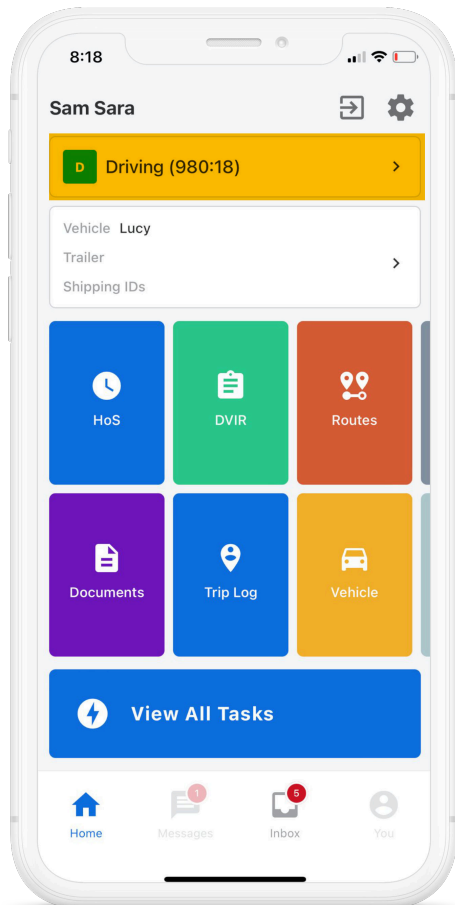 8:18
Sam Sara
D Driving (980:18)
Vehicle Lucy
Trailer
Shipping IDs
HoS DVIR Routes
Documents Trip Log Vehicle
View All Tasks
1 5
Home Messages Inbox You